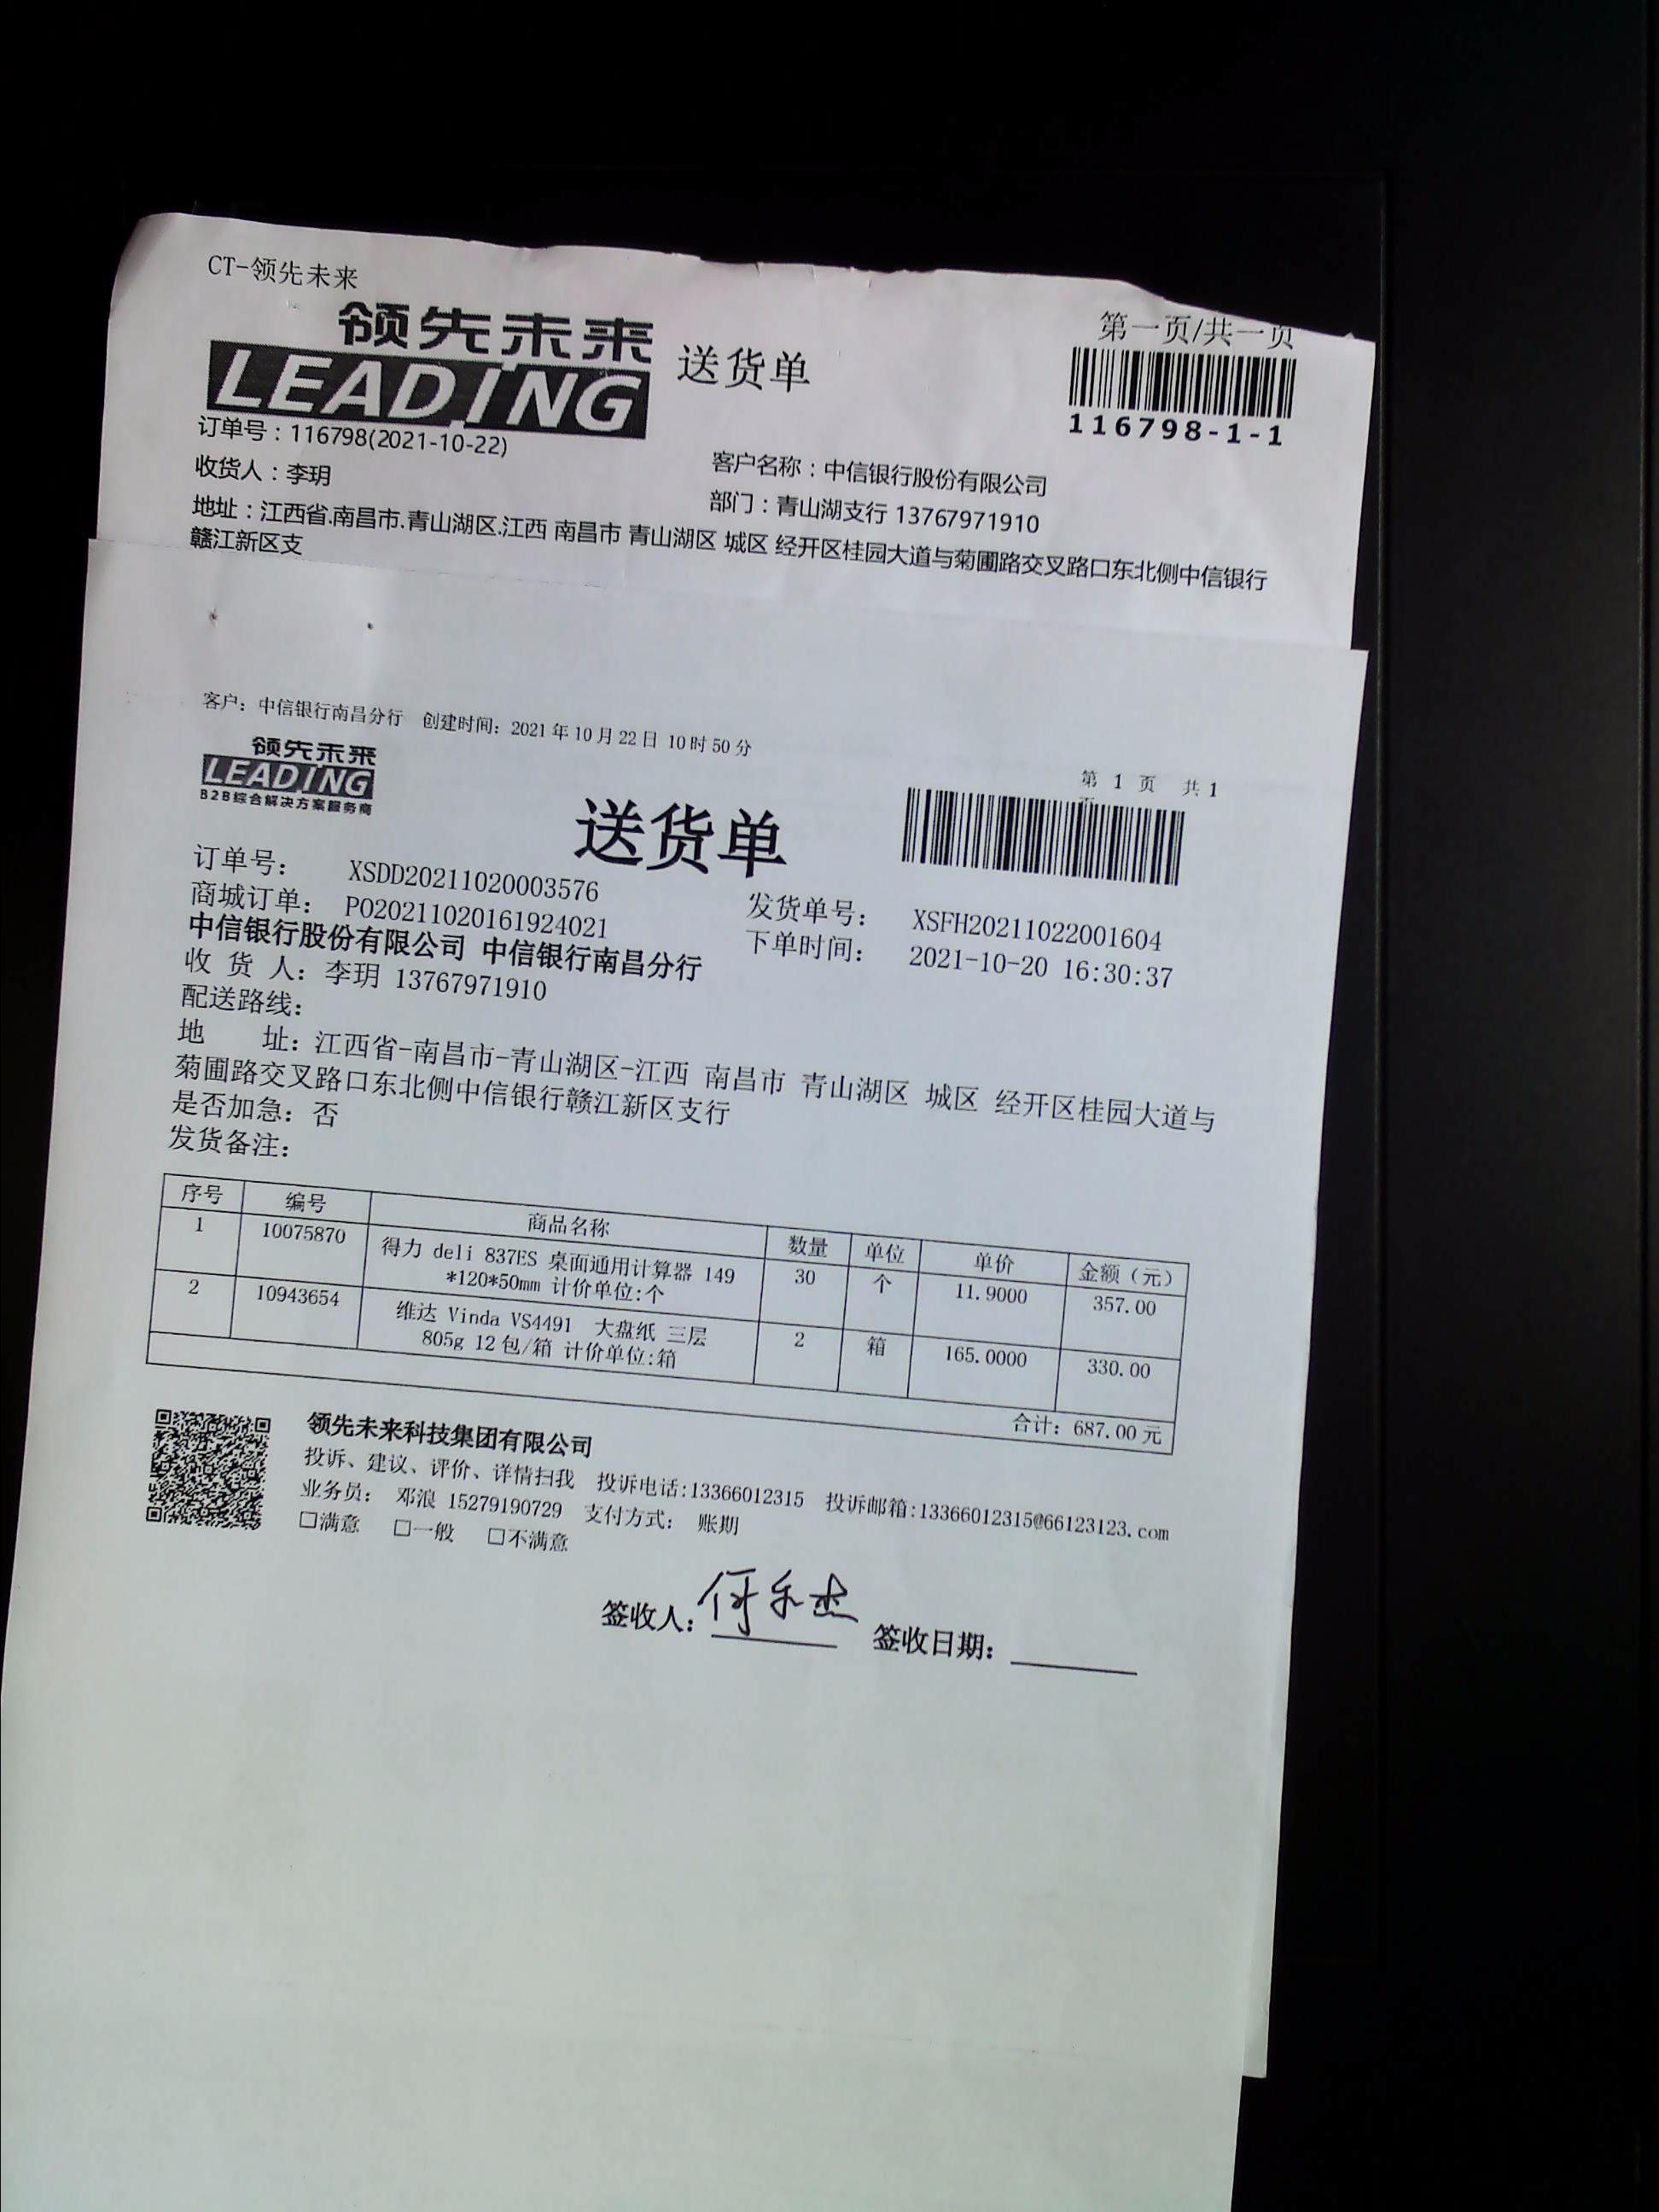 CT-领先未来
领先未来
LEADING
送货单
第一页/共一页
116798-1-1
订单号：116798(2021-10-22)
收货人：李玥
客户名称：中信银行股份有限公司
部门：青山湖支行 13767971910
地址：江西省.南昌市.青山湖区.江西 南昌市 青山湖区 城区 经开区桂园大道与菊圃路交叉路口东北侧中信银行
赣江新区支
客户：中信银行南昌分行 创建时间：2021年10月22日 10时50分
领先未来
LEADING
B2B综合解决方案服务商
送货单
第 1 页 共 1
订单号： XSDD20211020003576
商城订单： PO20211020161924021
发货单号： XSFH20211022001604
下单时间： 2021-10-20 16:30:37
中信银行股份有限公司 中信银行南昌分行
收 货 人：李玥 13767971910
配送路线：
地 址：江西省-南昌市-青山湖区-江西 南昌市 青山湖区 城区 经开区桂园大道与
菊圃路交叉路口东北侧中信银行赣江新区支行
是否加急：否
发货备注：
序号 编号 商品名称 数量 单位 单价 金额（元）
1 10075870 得力 deli 837ES 桌面通用计算器 149 30 个 11.9000 357.00
*120*50mm 计价单位:个
2 10943654 维达 Vinda VS4491 大盘纸 三层 2 箱 165.0000 330.00
805g 12包/箱 计价单位:箱
合计：687.00元
领先未来科技集团有限公司
投诉、建议、评价、详情扫我 投诉电话:13366012315 投诉邮箱:13366012315@66123123.com
业务员： 邓浪 15279190729 支付方式： 账期
□满意 □一般 □不满意
签收人： 签收日期：